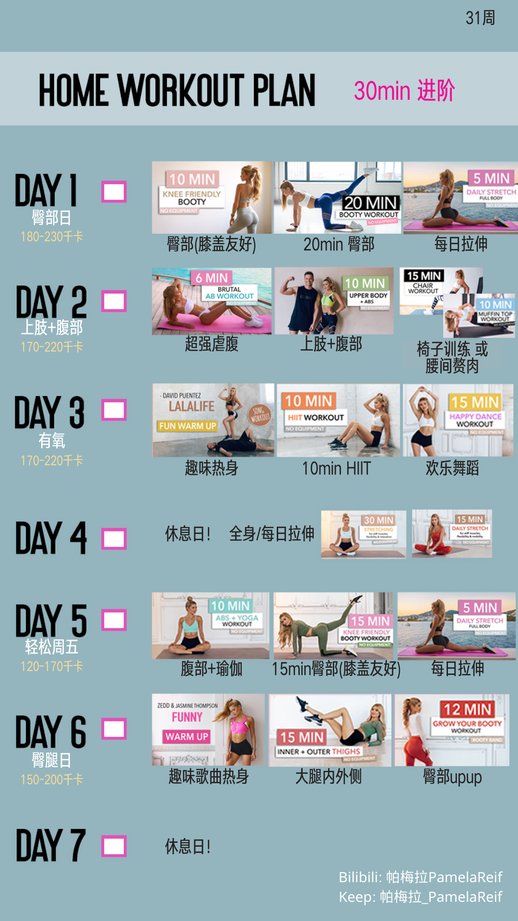 31周
HOME WORKOUT PLAN
30min 进阶
DAY 1
臀部日
180-230千卡
10 MIN
KNEE FRIENDLY
BOOTY
NO EQUIPMENT
臀部(膝盖友好)
20 MIN
BOOTY WORKOUT
NO EQUIPMENT
20min 臀部
5 MIN
DAILY STRETCH
FULL BODY
每日拉伸
DAY 2
上肢+腹部
170-220千卡
6 MIN
BRUTAL
AB WORKOUT
超强虐腹
10 MIN
UPPER BODY
+ ABS
上肢+腹部
15 MIN
CHAIR
WORKOUT
10 MIN
MUFFIN TOP
WORKOUT
椅子训练 或
腰间赘肉
DAY 3
有氧
170-220千卡
DAVID PUENTEZ
LALALIFE
FUN WARM UP
SONG
WORKOUT
趣味热身
10 MIN
HIIT WORKOUT
NO EQUIPMENT
10min HIIT
15 MIN
HAPPY DANCE
WORKOUT
NO EQUIPMENT
欢乐舞蹈
DAY 4
休息日！ 全身/每日拉伸
30 MIN
STRETCHING
15 MIN
DAILY STRETCH
DAY 5
轻松周五
120-170千卡
10 MIN
ABS + YOGA
WORKOUT
NO EQUIPMENT
腹部+瑜伽
15 MIN
KNEE FRIENDLY
BOOTY WORKOUT
NO EQUIPMENT
15min臀部(膝盖友好)
5 MIN
DAILY STRETCH
FULL BODY
每日拉伸
DAY 6
臀腿日
150-200千卡
ZEDD & JASMINE THOMPSON
FUNNY
WARM UP
趣味歌曲热身
15 MIN
INNER + OUTER THIGHS
NO EQUIPMENT
大腿内外侧
12 MIN
GROW YOUR BOOTY
WORKOUT
BOOTY BAND
臀部upup
DAY 7
休息日！
Bilibili: 帕梅拉PamelaReif
Keep: 帕梅拉_PamelaReif